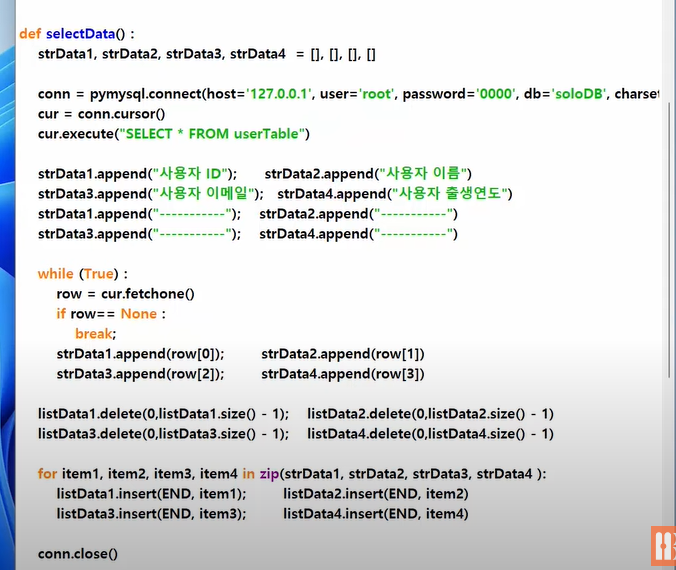 def selectData() :
strData1, strData2, strData3, strData4 = [], [], [], []
conn = pymysql.connect(host='127.0.0.1', user='root', password='0000', db='soloDB', charset
cur = conn.cursor()
cur.execute("SELECT * FROM userTable")
strData1.append("사용자 ID"); strData2.append("사용자 이름")
strData3.append("사용자 이메일"); strData4.append("사용자 출생연도")
strData1.append("-----------"); strData2.append("-----------")
strData3.append("-----------"); strData4.append("-----------")
while (True) :
row = cur.fetchone()
if row== None :
break;
strData1.append(row[0]); strData2.append(row[1])
strData3.append(row[2]); strData4.append(row[3])
listData1.delete(0,listData1.size() - 1); listData2.delete(0,listData2.size() - 1)
listData3.delete(0,listData3.size() - 1); listData4.delete(0,listData4.size() - 1)
for item1, item2, item3, item4 in zip(strData1, strData2, strData3, strData4 ):
listData1.insert(END, item1); listData2.insert(END, item2)
listData3.insert(END, item3); listData4.insert(END, item4)
conn.close()